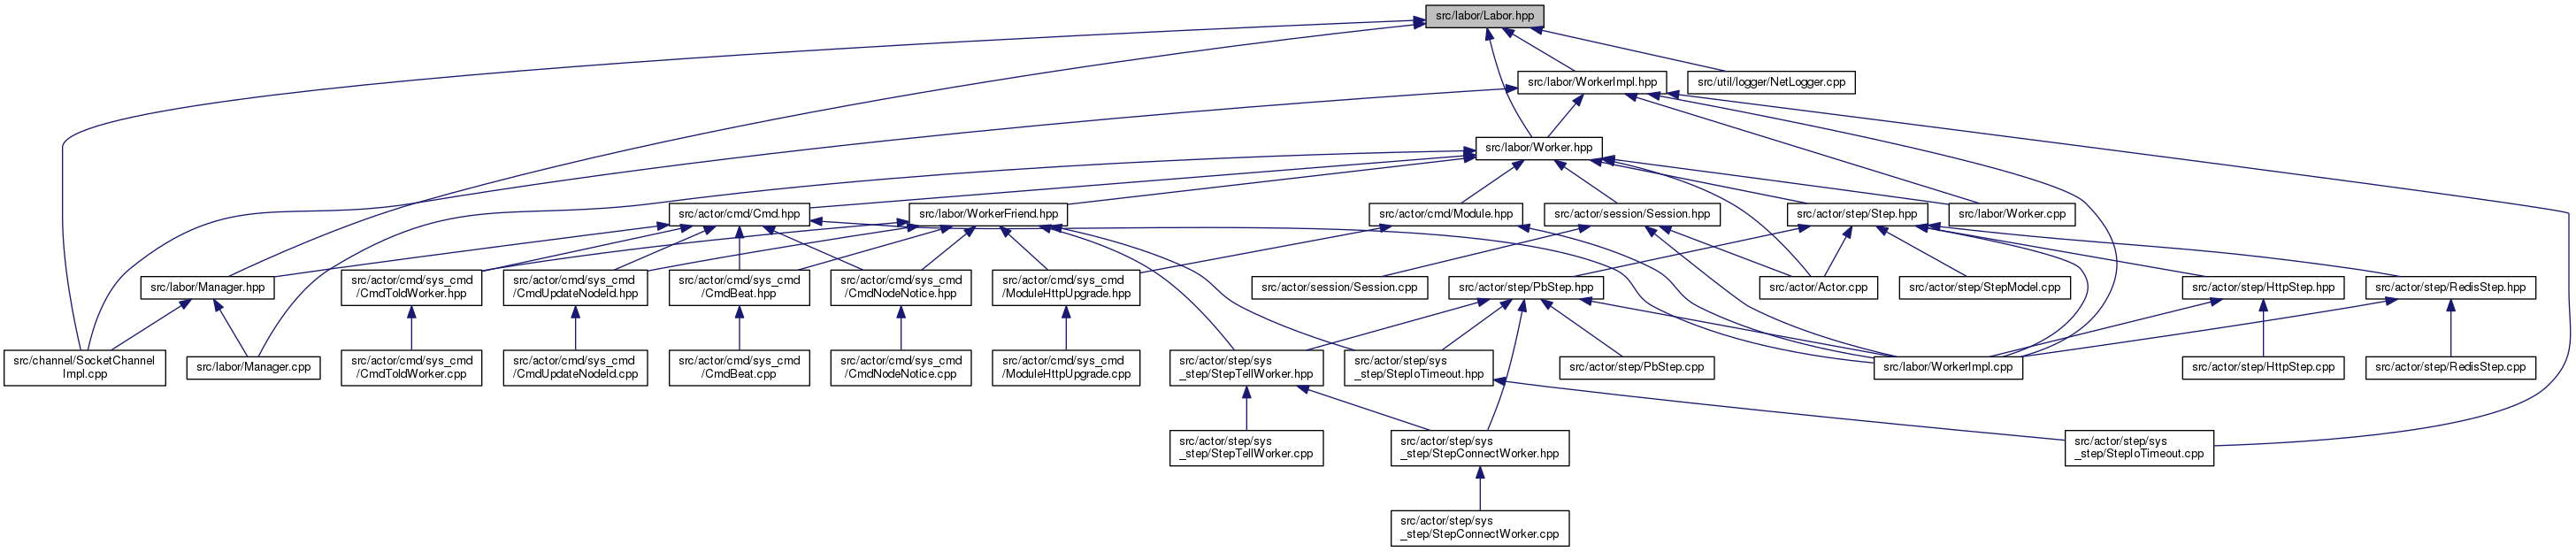 src/labor/Labor.hpp
src/labor/WorkerImpl.hpp
src/util/logger/NetLogger.cpp
src/labor/Worker.hpp
src/actor/cmd/Cmd.hpp
src/labor/WorkerFriend.hpp
src/actor/cmd/Module.hpp
src/actor/session/Session.hpp
src/actor/step/Step.hpp
src/labor/Worker.cpp
src/labor/Manager.hpp
src/actor/cmd/sys_cmd
/CmdToldWorker.hpp
src/actor/cmd/sys_cmd
/CmdUpdateNodeId.hpp
src/actor/cmd/sys_cmd
/CmdBeat.hpp
src/actor/cmd/sys_cmd
/CmdNodeNotice.hpp
src/actor/cmd/sys_cmd
/ModuleHttpUpgrade.hpp
src/actor/session/Session.cpp
src/actor/step/PbStep.hpp
src/actor/Actor.cpp
src/actor/step/StepModel.cpp
src/actor/step/HttpStep.hpp
src/actor/step/RedisStep.hpp
src/channel/SocketChannel
Impl.cpp
src/labor/Manager.cpp
src/actor/cmd/sys_cmd
/CmdToldWorker.cpp
src/actor/cmd/sys_cmd
/CmdUpdateNodeId.cpp
src/actor/cmd/sys_cmd
/CmdBeat.cpp
src/actor/cmd/sys_cmd
/CmdNodeNotice.cpp
src/actor/cmd/sys_cmd
/ModuleHttpUpgrade.cpp
src/actor/step/sys
_step/StepTellWorker.hpp
src/actor/step/sys
_step/StepIoTimeout.hpp
src/actor/step/PbStep.cpp
src/labor/WorkerImpl.cpp
src/actor/step/HttpStep.cpp
src/actor/step/RedisStep.cpp
src/actor/step/sys
_step/StepTellWorker.cpp
src/actor/step/sys
_step/StepConnectWorker.hpp
src/actor/step/sys
_step/StepIoTimeout.cpp
src/actor/step/sys
_step/StepConnectWorker.cpp